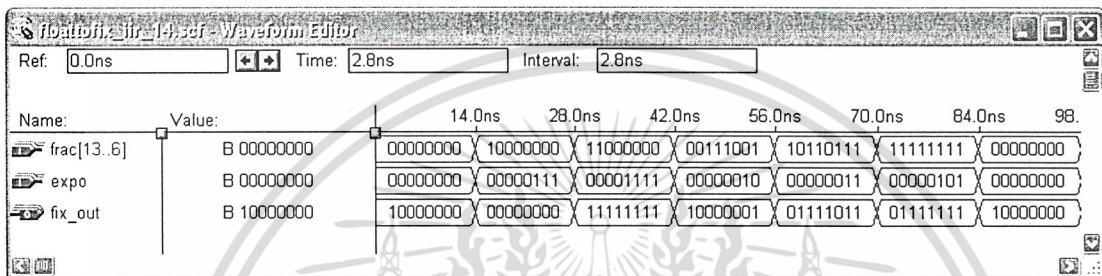 floattofix_iir_14.scf - Waveform Editor
Ref: 0.0ns Time: 2.8ns Interval: 2.8ns
Name: Value: 14.0ns 28.0ns 42.0ns 56.0ns 70.0ns 84.0ns 98.
frac[13..6] B 00000000 00000000 10000000 11000000 00111001 10110111 11111111 00000000
expo B 00000000 00000000 00000111 00001111 00000010 00000011 00000101 00000000
fix_out B 10000000 10000000 00000000 11111111 10000001 01111011 01111111 10000000